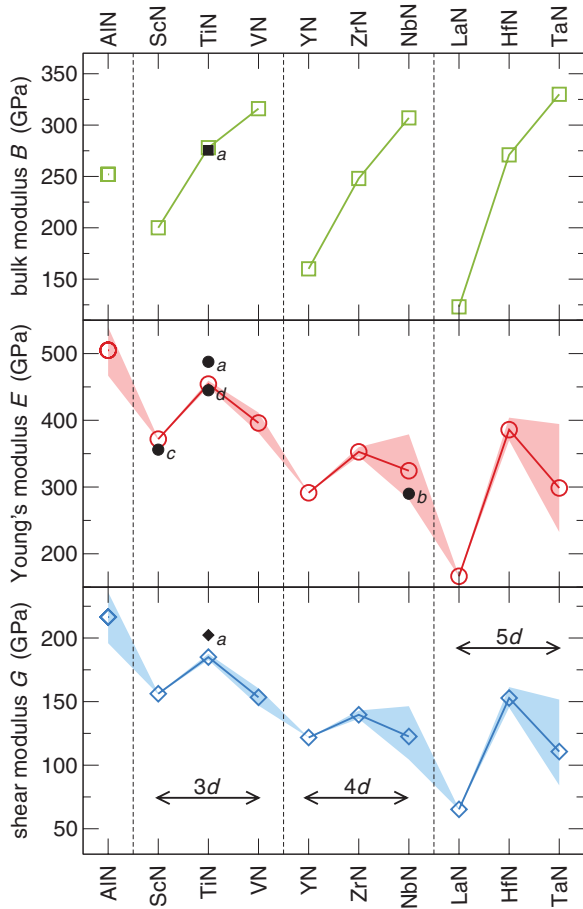 AlN ScN TiN VN YN ZrN NbN LaN HfN TaN
bulk modulus B (GPa)
350
300
250
200
150
a
Young's modulus E (GPa)
500
400
300
200
a
d
c
b
shear modulus G (GPa)
200
150
100
50
a
5d
3d
4d
AlN ScN TiN VN YN ZrN NbN LaN HfN TaN